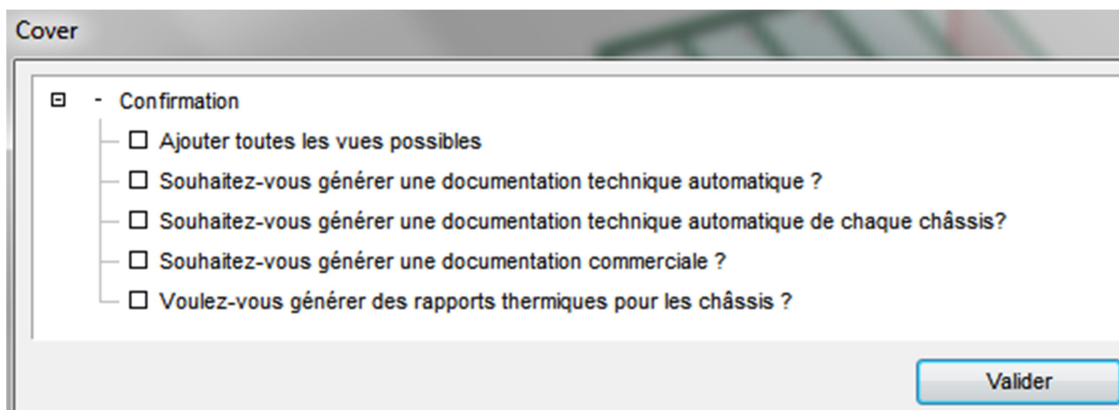 Cover
- Confirmation
Ajouter toutes les vues possibles
Souhaitez-vous générer une documentation technique automatique ?
Souhaitez-vous générer une documentation technique automatique de chaque châssis?
Souhaitez-vous générer une documentation commerciale ?
Voulez-vous générer des rapports thermiques pour les châssis ?
Valider